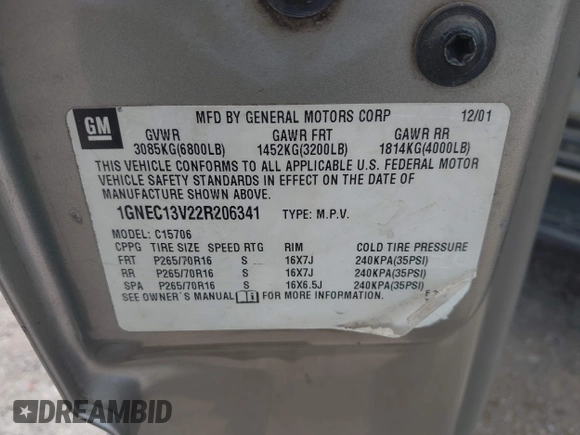 GM
MFD BY GENERAL MOTORS CORP 12/01
GVWR GAWR FRT GAWR RR
3085KG(6800LB) 1452KG(3200LB) 1814KG(4000LB)
THIS VEHICLE CONFORMS TO ALL APPLICABLE U.S. FEDERAL MOTOR
VEHICLE SAFETY STANDARDS IN EFFECT ON THE DATE OF
MANUFACTURE SHOWN ABOVE.
1GNEC13V22R206341 TYPE: M.P.V.
MODEL: C15706
CPPG TIRE SIZE SPEED RTG RIM COLD TIRE PRESSURE
FRT P265/70R16 S 16X7J 240KPA(35PSI)
RR P265/70R16 S 16X7J 240KPA(35PSI)
SPA P265/70R16 S 16X6.5J 240KPA(35PSI)
SEE OWNER'S MANUAL FOR MORE INFORMATION.
DREAMBID